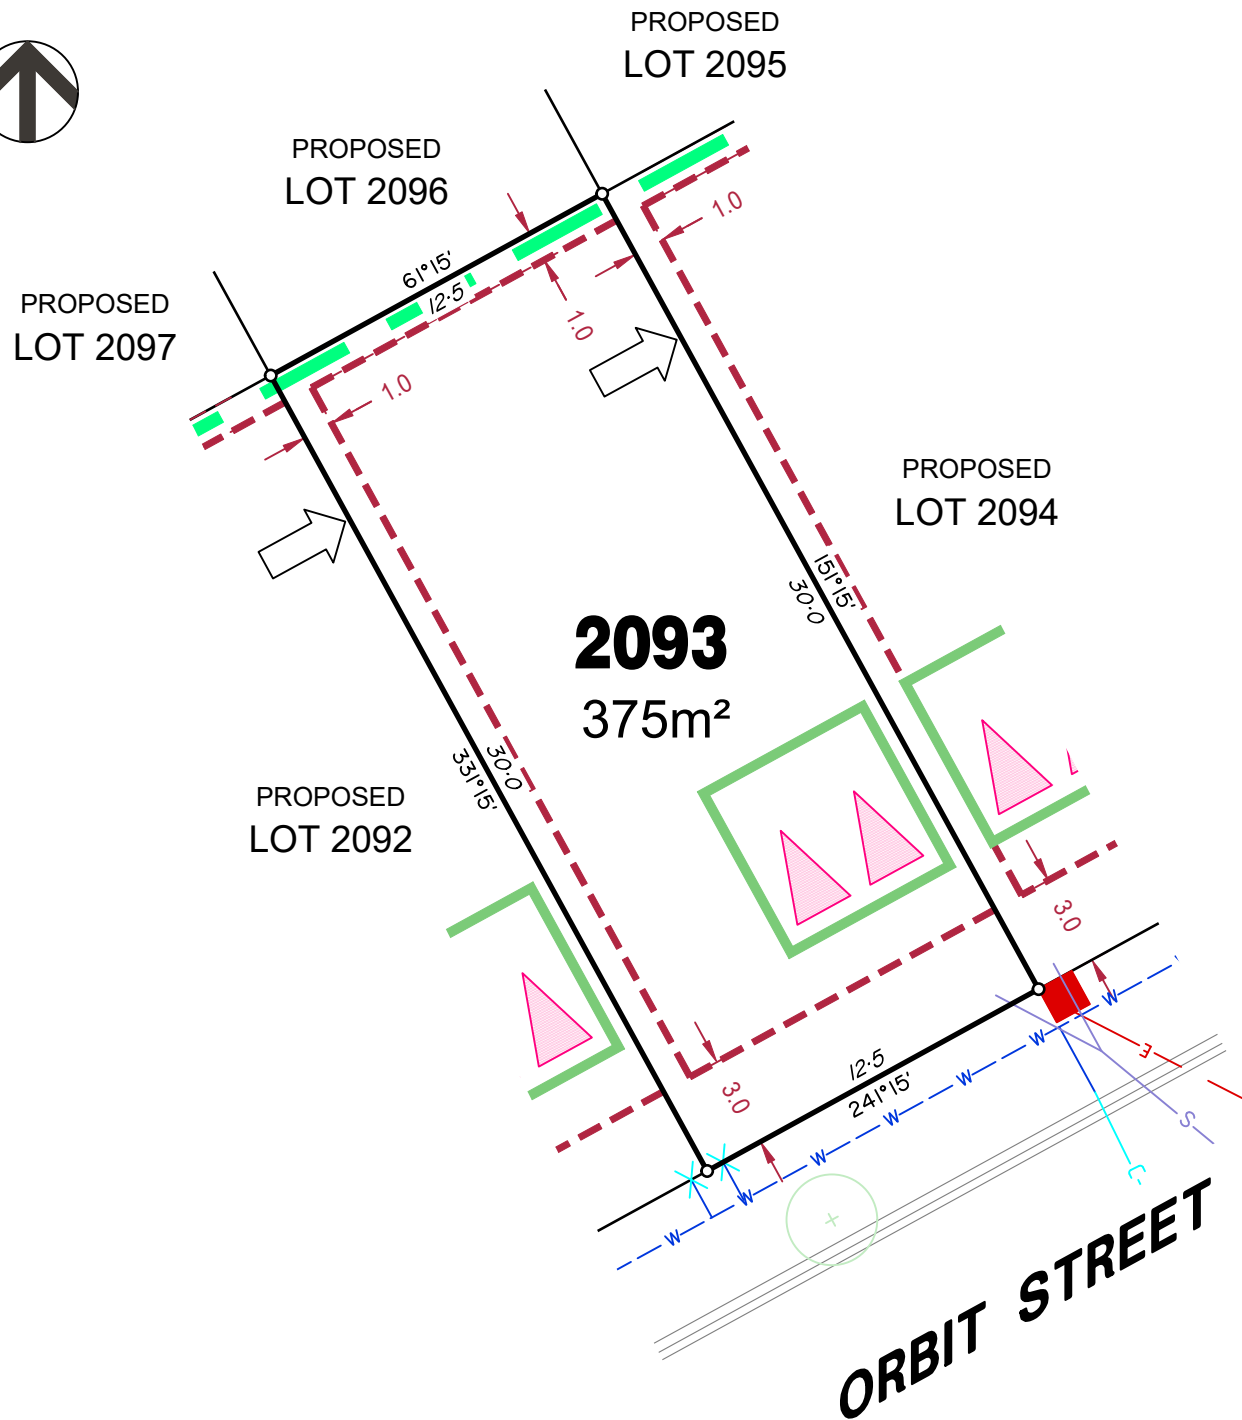 PROPOSED
LOT 2095
PROPOSED
LOT 2096
1.0
61°15'
12·5
PROPOSED
LOT 2097
1.0
1.0
PROPOSED
LOT 2094
151°15'
30·0
2093
375m²
30·0
331°15'
PROPOSED
LOT 2092
3.0
3.0
12·5
241°15'
W
W
W
W
W
W
W
E
S
C
ORBIT STREET